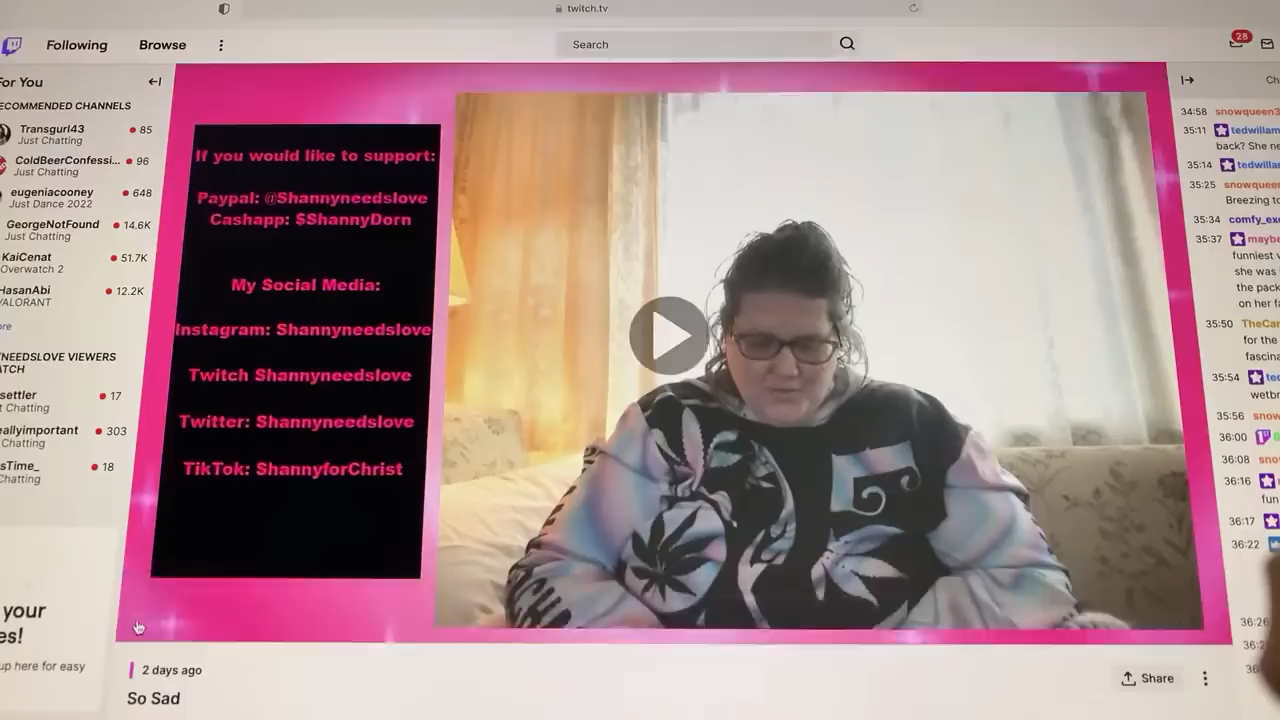 twitch.tv
Following
Browse
Search
28
For You
RECOMMENDED CHANNELS
Transgurl43
85
Just Chatting
ColdBeerConfessi...
96
Just Chatting
eugeniacooney
648
Just Dance 2022
GeorgeNotFound
14.6K
Just Chatting
KaiCenat
51.7K
Overwatch 2
HasanAbi
12.2K
VALORANT
NEEDSLOVE VIEWERS
settler
17
Chatting
303
Chatting
sTime_
18
Chatting
your
up here for easy
If you would like to support:
Paypal: @Shannyneedslove
Cashapp: $ShannyDorn
My Social Media:
Instagram: Shannyneedslove
Twitch Shannyneedslove
Twitter: Shannyneedslove
TikTok: ShannyforChrist
2 days ago
So Sad
Share
34:58
35:11
back? She ne
35:14
35:25
Breezing to
35:34
35:37
funniest
she was
the pack
on her
35:50
for the
35:54
35:56
36:00
36:08
36:16
fun
36:17
36:22
36:26